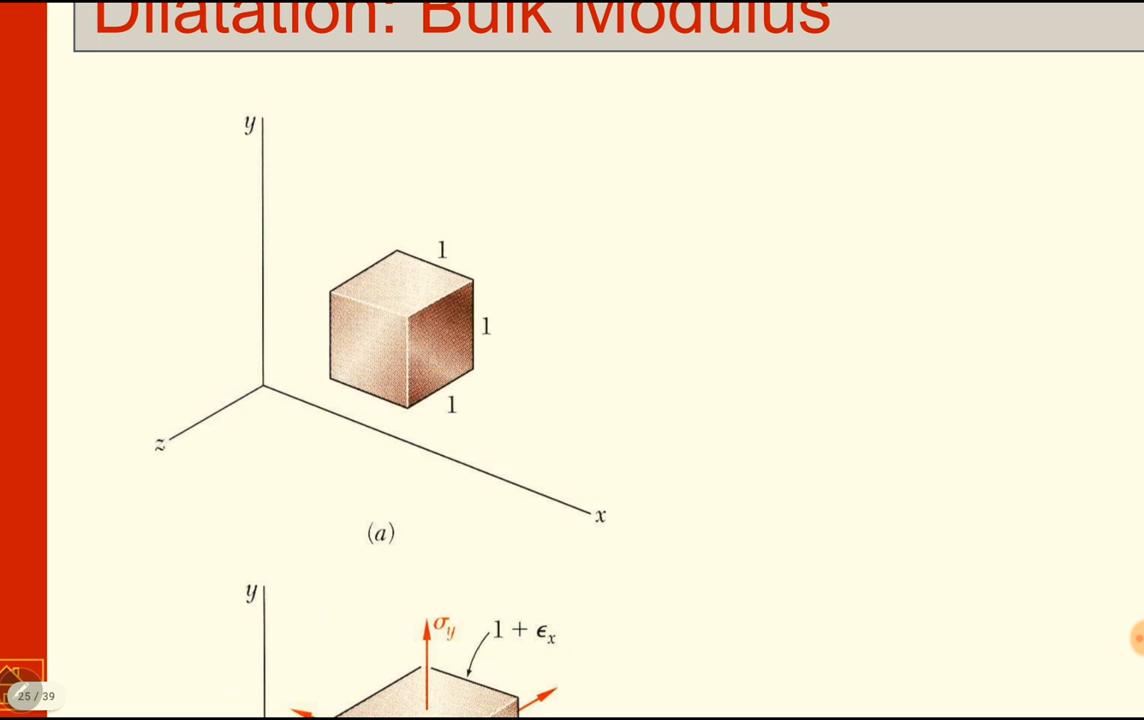 Dilatation: Bulk Modulus
y
1
1
1
z
x
(a)
y
σy
1 + ϵx
25 / 39